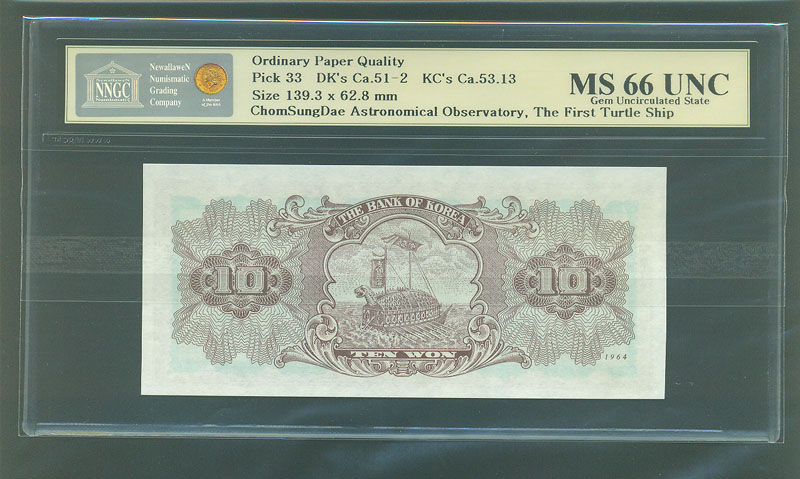 NewallaweN
Numismatic
Grading
Company
NNGC
Ordinary Paper Quality
Pick 33 DK's Ca.51-2 KC's Ca.53.13
Size 139.3 x 62.8 mm
ChomSungDae Astronomical Observatory, The First Turtle Ship
MS 66 UNC
Gem Uncirculated State
THE BANK OF KOREA
10
10
TEN WON
1964